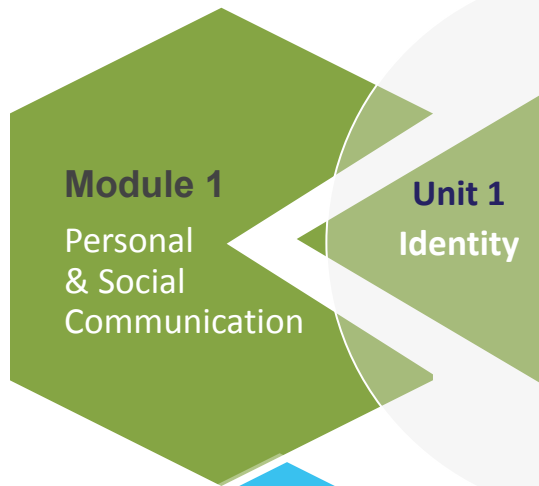 Module 1
Personal
& Social
Communication
Unit 1
Identity